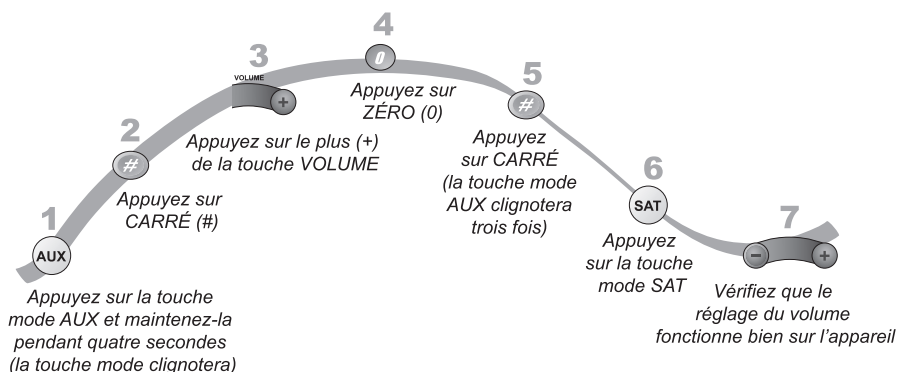 1
AUX
Appuyez sur la touche
mode AUX et maintenez-la
pendant quatre secondes
(la touche mode clignotera)
2
#
Appuyez sur
CARRÉ (#)
3
VOLUME
+
Appuyez sur le plus (+)
de la touche VOLUME
4
0
Appuyez sur
ZÉRO (0)
5
#
Appuyez
sur CARRÉ
(la touche mode
AUX clignotera
trois fois)
6
SAT
Appuyez
sur la touche
mode SAT
7
– +
Vérifiez que le
réglage du volume
fonctionne bien sur l’appareil